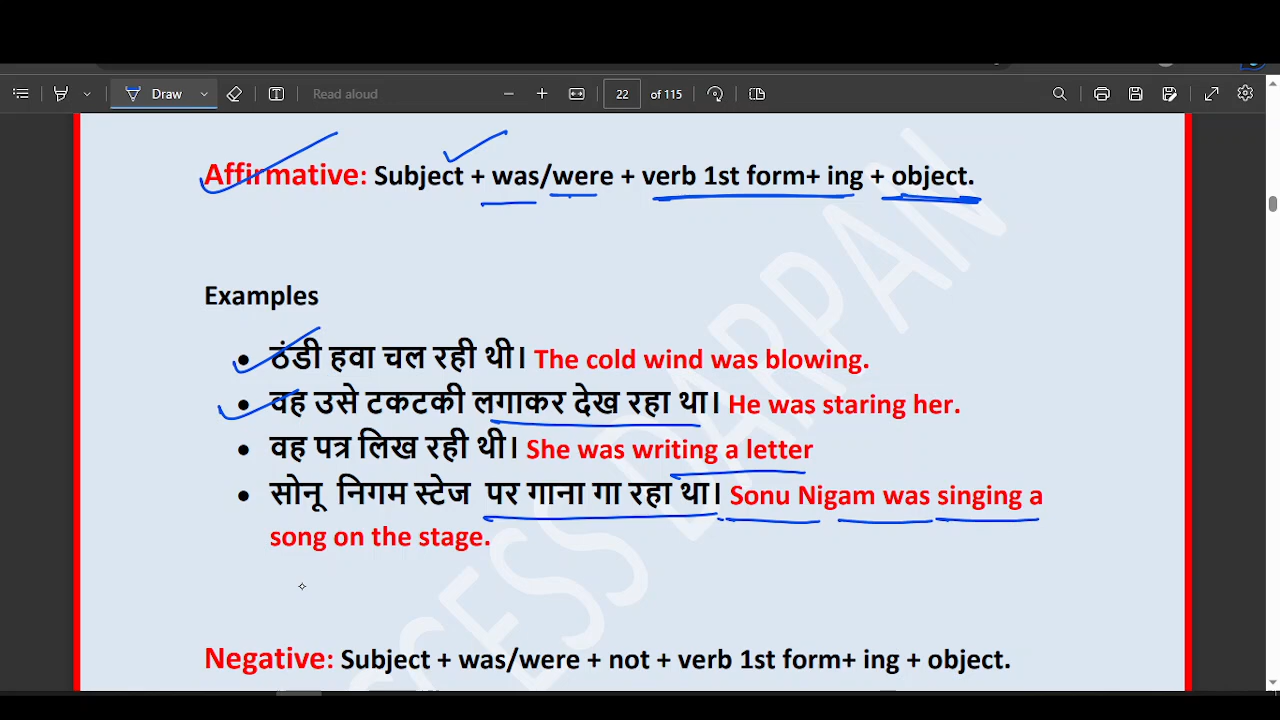 Draw
Read aloud
22 of 115
Affirmative: Subject + was/were + verb 1st form+ ing + object.
Examples
• ठंडी हवा चल रही थी। The cold wind was blowing.
• वह उसे टकटकी लगाकर देख रहा था। He was staring her.
• वह पत्र लिख रही थी। She was writing a letter
• सोनू निगम स्टेज पर गाना गा रहा था। Sonu Nigam was singing a
song on the stage.
Negative: Subject + was/were + not + verb 1st form+ ing + object.